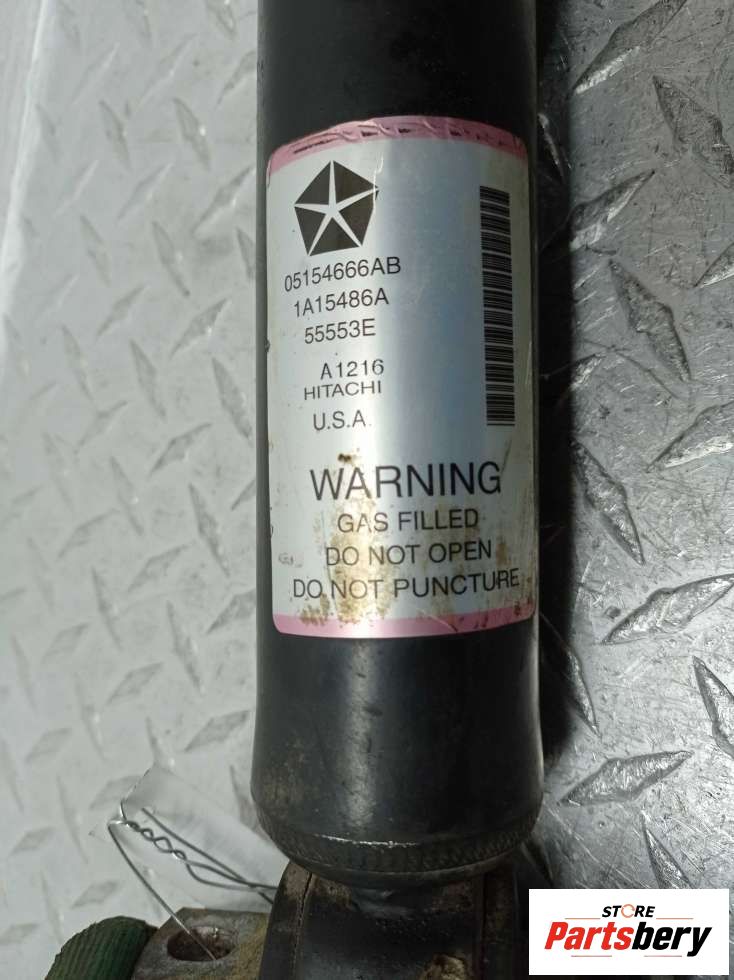 05154666AB
1A15486A
55553E
A1216
HITACHI
U.S.A.
WARNING
GAS FILLED
DO NOT OPEN
DO NOT PUNCTURE
STORE
Partsbery